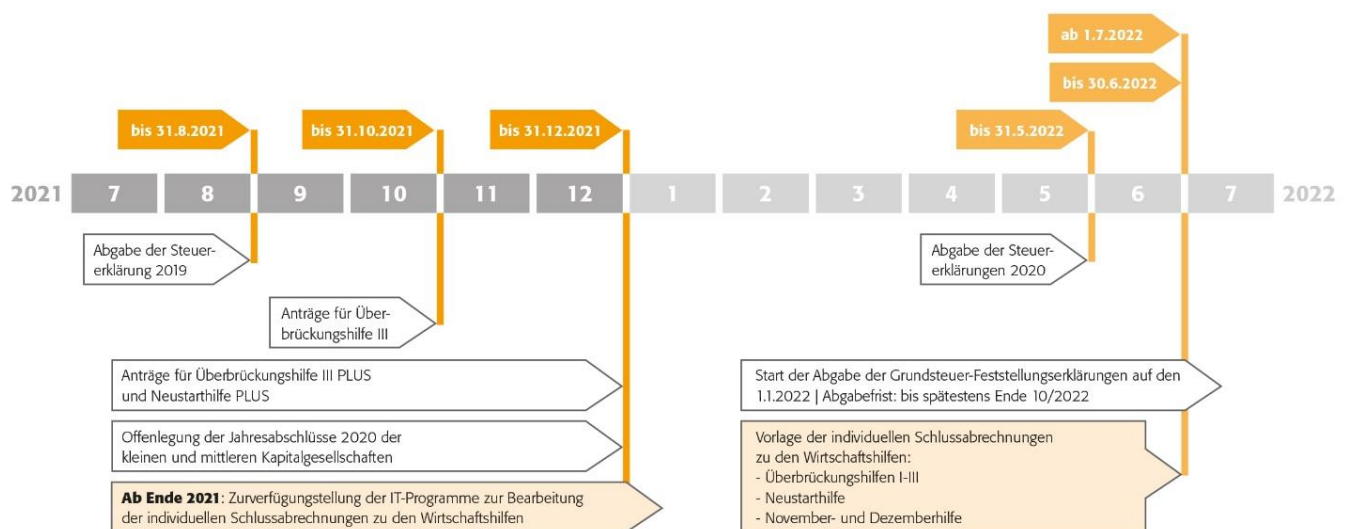 ab 1.7.2022
bis 30.6.2022
bis 31.8.2021
bis 31.10.2021
bis 31.12.2021
bis 31.5.2022
2021 7 8 9 10 11 12 1 2 3 4 5 6 7 2022
Abgabe der Steuer-
erklärung 2019
Abgabe der Steuer-
erklärungen 2020
Anträge für Über-
brückungshilfe III
Anträge für Überbrückungshilfe III PLUS
und Neustarthilfe PLUS
Start der Abgabe der Grundsteuer-Feststellungserklärungen auf den
1.1.2022 | Abgabefrist: bis spätestens Ende 10/2022
Offenlegung der Jahresabschlüsse 2020 der
kleinen und mittleren Kapitalgesellschaften
Ab Ende 2021: Zurverfügungstellung der IT-Programme zur Bearbeitung
der individuellen Schlussabrechnungen zu den Wirtschaftshilfen
Vorlage der individuellen Schlussabrechnungen
zu den Wirtschaftshilfen:
- Überbrückungshilfen I-III
- Neustarthilfe
- November- und Dezemberhilfe